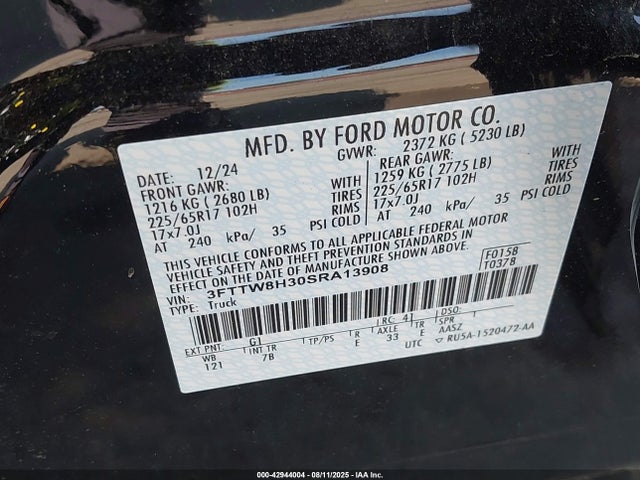 MFD. BY FORD MOTOR CO.
DATE: 12/24 GVWR: 2372 KG ( 5230 LB)
FRONT GAWR: REAR GAWR:
1216 KG ( 2680 LB) WITH 1259 KG ( 2775 LB) WITH
225/65R17 102H TIRES 225/65R17 102H TIRES
17x7.0J RIMS 17x7.0J RIMS
AT 240 kPa/ 35 PSI COLD AT 240 kPa/ 35 PSI COLD
THIS VEHICLE CONFORMS TO ALL APPLICABLE FEDERAL MOTOR
VEHICLE SAFETY AND BUMPER STANDARDS IN EFFECT
ON THE DATE OF MANUFACTURE SHOWN ABOVE.
VIN: 3FTTW8H30SRA13908 F0158
TYPE: Truck T0378
EXT PNT: G1 RC: 41 DSO:
WB INT TR TP/PS R AXLE TR SPR
121 7B E 33 E AASZ
UTC ▽ RU5A-1520472-AA
000-42944004 - 08/11/2025 - IAA Inc.